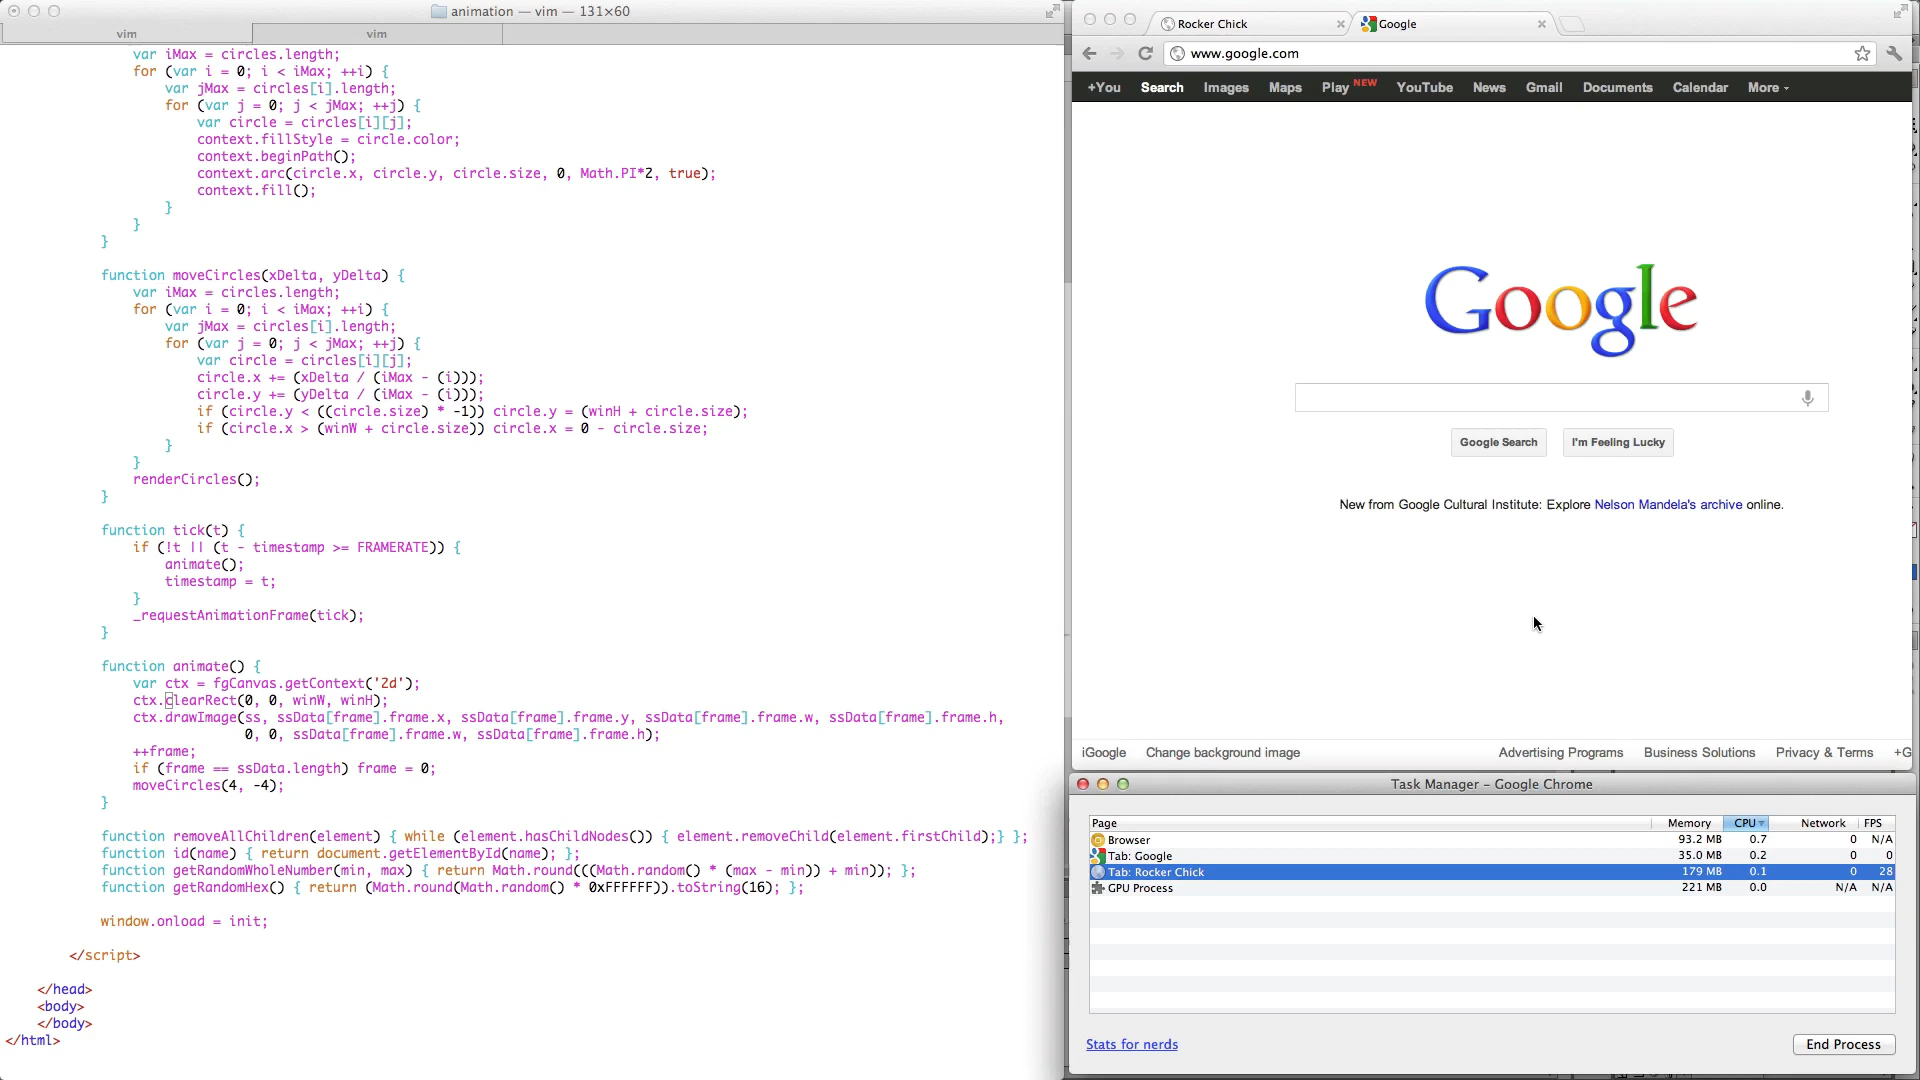 animation — vim — 131×60
vim
vim
var iMax = circles.length;
for (var i = 0; i < iMax; ++i) {
var jMax = circles[i].length;
for (var j = 0; j < jMax; ++j) {
var circle = circles[i][j];
context.fillStyle = circle.color;
context.beginPath();
context.arc(circle.x, circle.y, circle.size, 0, Math.PI*2, true);
context.fill();
}
}
}
function moveCircles(xDelta, yDelta) {
var iMax = circles.length;
for (var i = 0; i < iMax; ++i) {
var jMax = circles[i].length;
for (var j = 0; j < jMax; ++j) {
var circle = circles[i][j];
circle.x += (xDelta / (iMax - (i)));
circle.y += (yDelta / (iMax - (i)));
if (circle.y < ((circle.size) * -1)) circle.y = (winH + circle.size);
if (circle.x > (winW + circle.size)) circle.x = 0 - circle.size;
}
}
renderCircles();
}
function tick(t) {
if (!t || (t - timestamp >= FRAMERATE)) {
animate();
timestamp = t;
}
_requestAnimationFrame(tick);
}
function animate() {
var ctx = fgCanvas.getContext('2d');
ctx.clearRect(0, 0, winW, winH);
ctx.drawImage(ss, ssData[frame].frame.x, ssData[frame].frame.y, ssData[frame].frame.w, ssData[frame].frame.h,
0, 0, ssData[frame].frame.w, ssData[frame].frame.h);
++frame;
if (frame == ssData.length) frame = 0;
moveCircles(4, -4);
}
function removeAllChildren(element) { while (element.hasChildNodes()) { element.removeChild(element.firstChild);} };
function id(name) { return document.getElementById(name); };
function getRandomWholeNumber(min, max) { return Math.round(((Math.random() * (max - min)) + min)); };
function getRandomHex() { return (Math.round(Math.random() * 0xFFFFFF)).toString(16); };
window.onload = init;
</script>
</head>
<body>
</body>
</html>
Rocker Chick
Google
www.google.com
+You Search Images Maps Play NEW YouTube News Gmail Documents Calendar More
Google
Google Search
I'm Feeling Lucky
New from Google Cultural Institute: Explore Nelson Mandela's archive online.
iGoogle Change background image Advertising Programs Business Solutions Privacy & Terms +G
Task Manager – Google Chrome
Page Memory CPU Network FPS
Browser 93.2 MB 0.7 0 N/A
Tab: Google 35.0 MB 0.2 0 0
Tab: Rocker Chick 179 MB 0.1 0 28
GPU Process 221 MB 0.0 N/A N/A
Stats for nerds
End Process